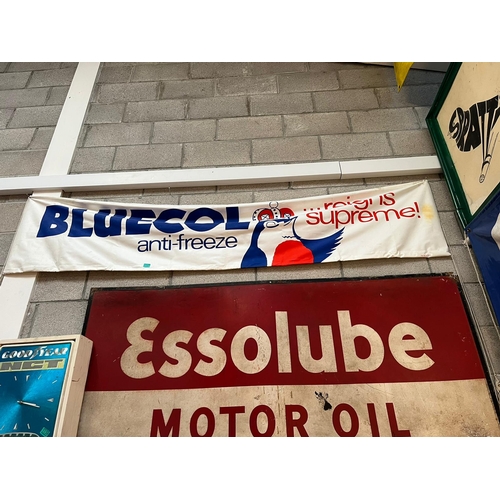 BLUECOL
anti-freeze
...reigns
supreme!
Essolube
MOTOR OIL
GOODYEAR